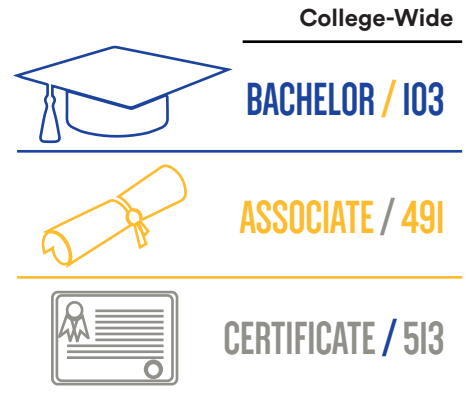 College-Wide
BACHELOR / 103
ASSOCIATE / 491
CERTIFICATE / 513